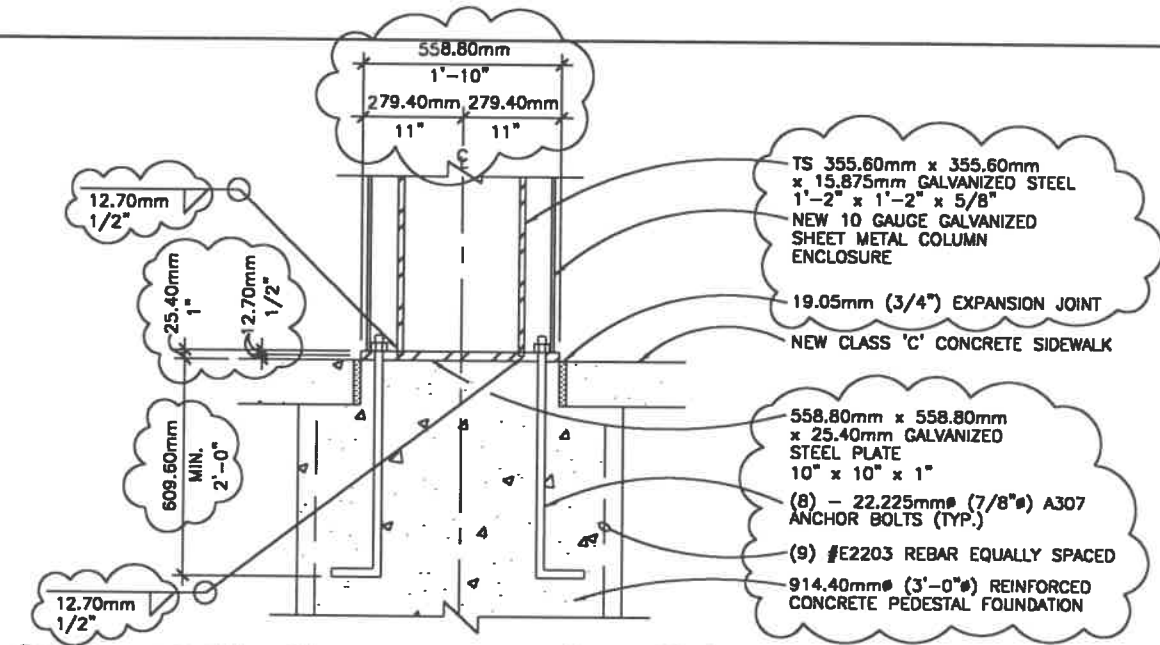 558.80mm
1'-10"
279.40mm 279.40mm
11" 11"
℄
12.70mm
1/2"
25.40mm
1"
12.70mm
1/2"
609.60mm
MIN.
2'-0"
12.70mm
1/2"
TS 355.60mm x 355.60mm
x 15.875mm GALVANIZED STEEL
1'-2" x 1'-2" x 5/8"
NEW 10 GAUGE GALVANIZED
SHEET METAL COLUMN
ENCLOSURE
19.05mm (3/4") EXPANSION JOINT
NEW CLASS 'C' CONCRETE SIDEWALK
558.80mm x 558.80mm
x 25.40mm GALVANIZED
STEEL PLATE
10" x 10" x 1"
(8) - 22.225mmø (7/8"ø) A307
ANCHOR BOLTS (TYP.)
(9) #E2203 REBAR EQUALLY SPACED
914.40mmø (3'-0"ø) REINFORCED
CONCRETE PEDESTAL FOUNDATION